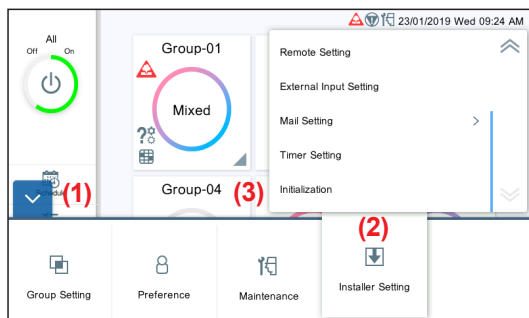 23/01/2019 Wed 09:24 AM
All
Off
On
Group-01
Mixed
Remote Setting
External Input Setting
Mail Setting
Timer Setting
Initialization
Schedule
(1)
Group-04
(3)
(2)
Group Setting
Preference
Maintenance
Installer Setting